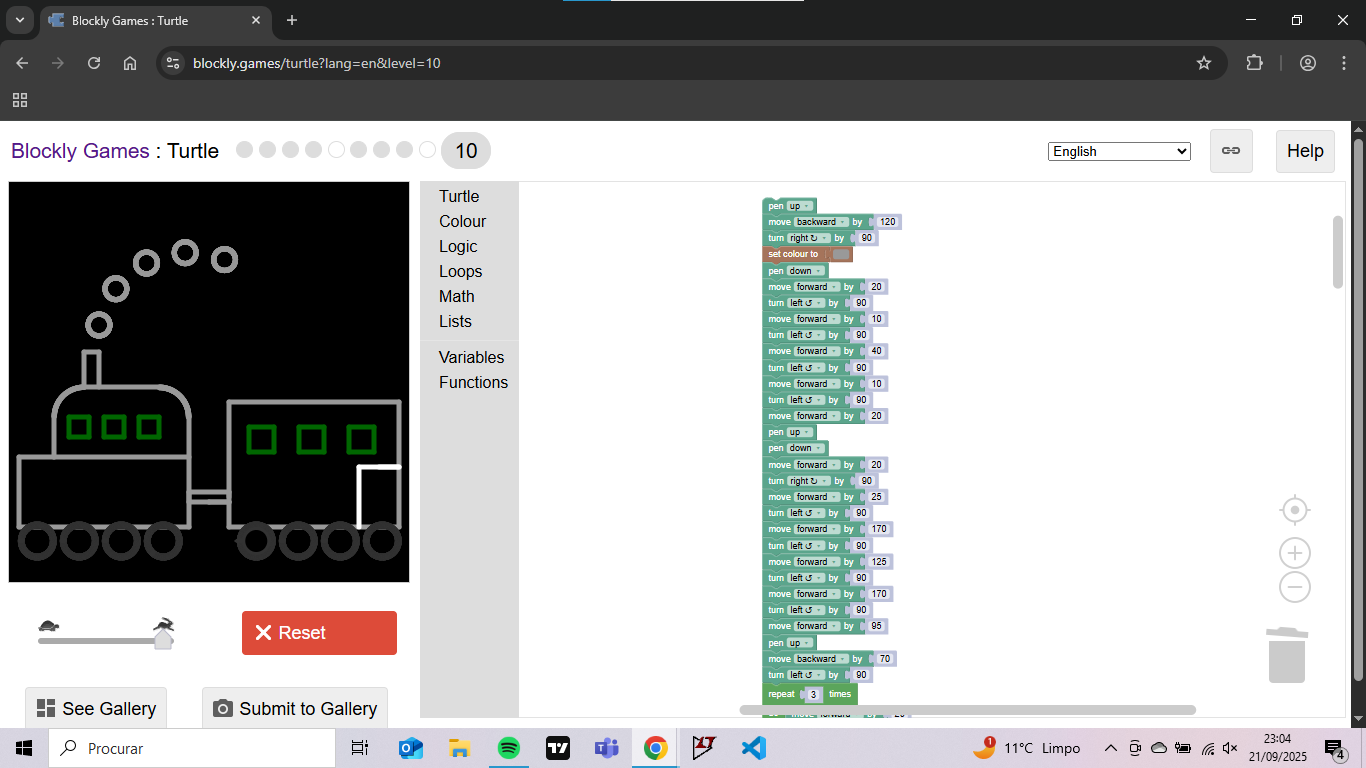 Blockly Games : Turtle
blockly.games/turtle?lang=en&level=10
Blockly Games : Turtle
10
English
Help
Turtle
Colour
Logic
Loops
Math
Lists
Variables
Functions
pen up
move backward by 120
turn right ↻ by 90
set colour to
pen down
move forward by 20
turn left ↺ by 90
move forward by 10
turn left ↺ by 90
move forward by 40
turn left ↺ by 90
move forward by 10
turn left ↺ by 90
move forward by 20
pen up
pen down
move forward by 20
turn right ↻ by 90
move forward by 25
turn left ↺ by 90
move forward by 170
turn left ↺ by 90
move forward by 125
turn left ↺ by 90
move forward by 170
turn left ↺ by 90
move forward by 95
pen up
move backward by 70
turn left ↺ by 90
repeat 3 times
Reset
See Gallery
Submit to Gallery
Procurar
1
11°C Limpo
23:04
21/09/2025
4